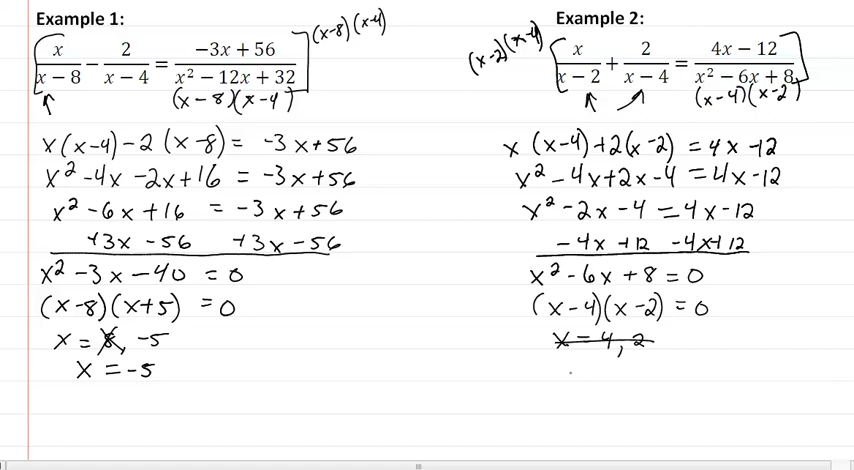 Example 1:
x/(x − 8) − 2/(x − 4) = (−3x + 56)/(x² − 12x + 32) (x-8)(x-4)
(x − 8)(x − 4)
x(x-4) - 2(x-8) = -3x+56
x² -4x -2x+16 = -3x+56
x² -6x+16 = -3x+56
+3x -56 +3x -56
x² -3x -40 = 0
(x-8)(x+5) = 0
x = 8, -5
x = -5
Example 2:
(x-2)(x-4) x/(x − 2) + 2/(x − 4) = (4x − 12)/(x² − 6x + 8)
(x-4)(x-2)
x(x-4)+2(x-2) = 4x-12
x² -4x+2x-4 = 4x-12
x² -2x-4 = 4x-12
-4x +12 -4x+12
x² -6x+8 = 0
(x-4)(x-2) = 0
x = 4, 2